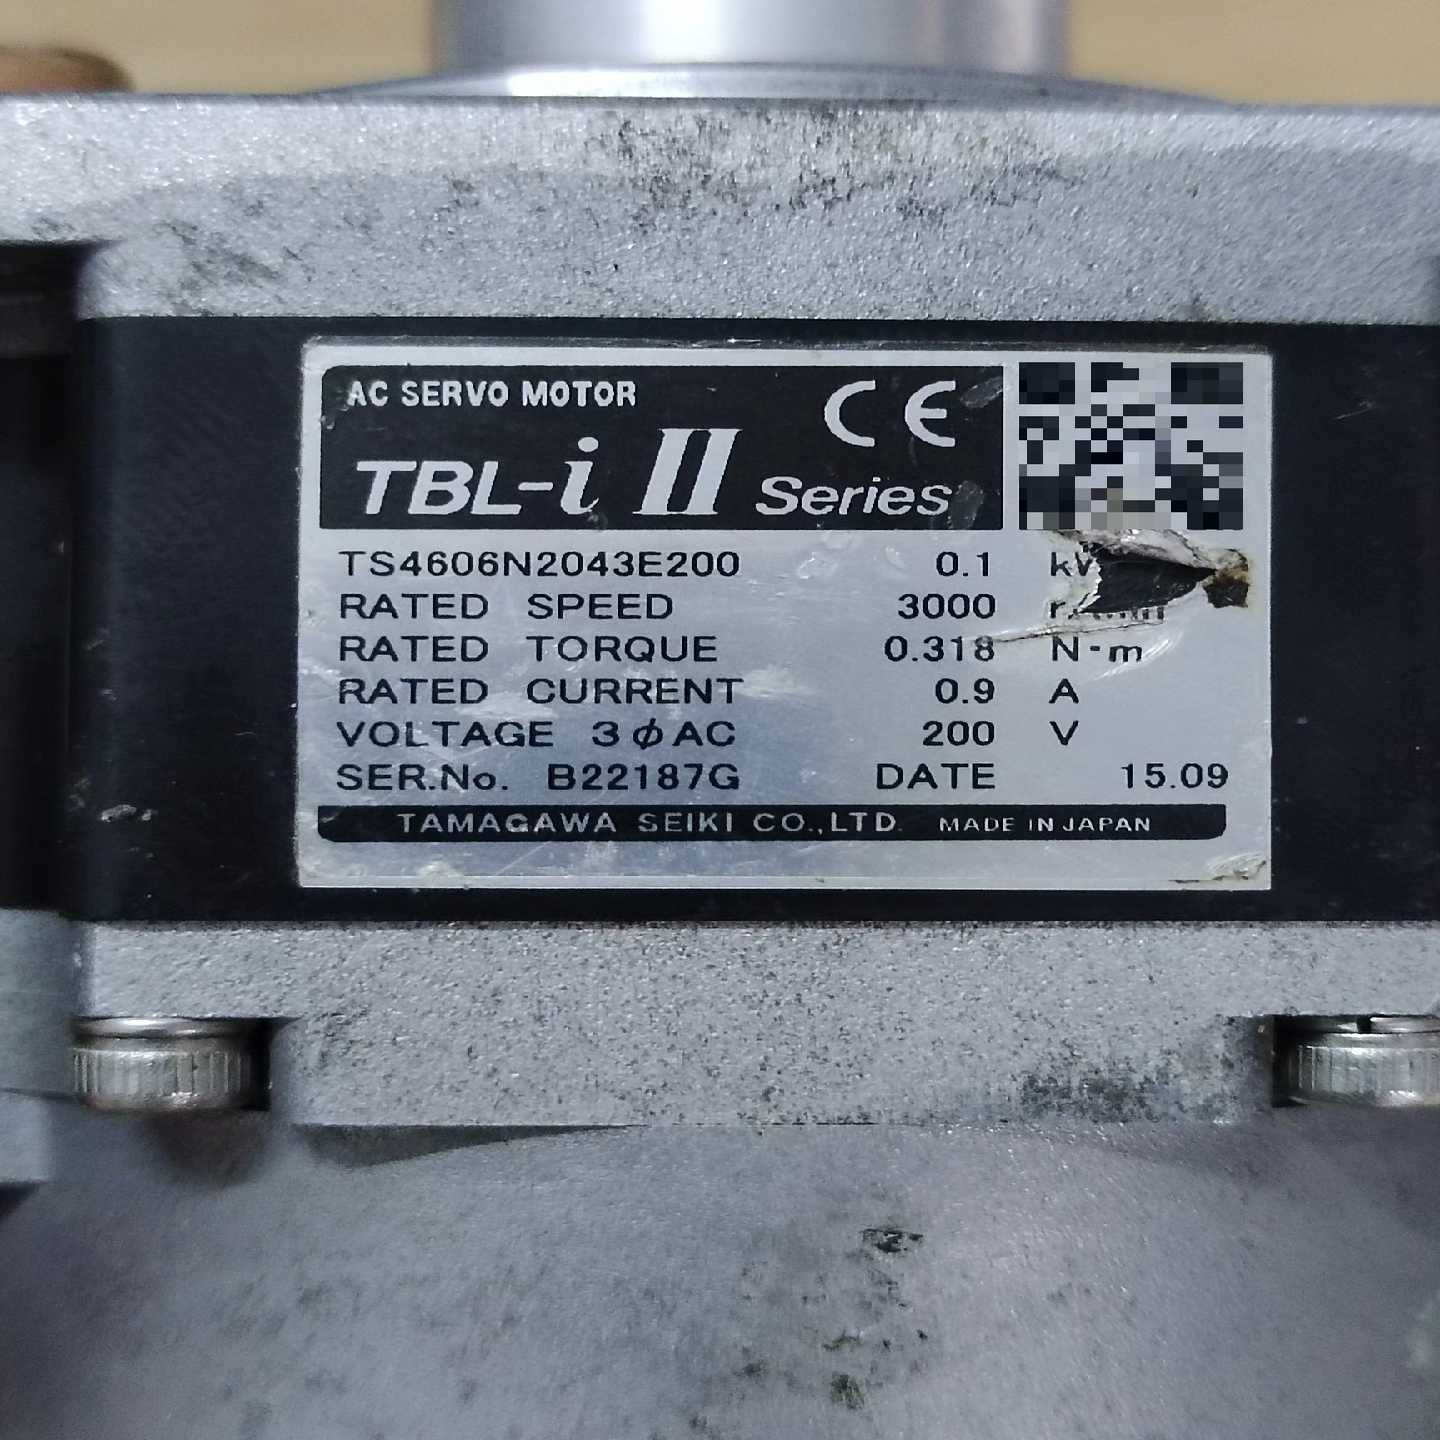 AC SERVO MOTOR CE
TBL-i II Series
TS4606N2043E200 0.1
RATED SPEED 3000
RATED TORQUE 0.318 N-m
RATED CURRENT 0.9 A
VOLTAGE 3φAC 200 V
SER.No. B22187G DATE 15.09
TAMAGAWA SEIKI CO.,LTD. MADE IN JAPAN